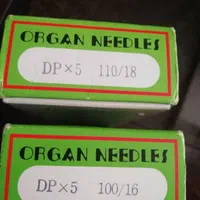 ORGAN NEEDLES
DP×5 110/18
ORGAN NEEDLES
DP×5 100/16